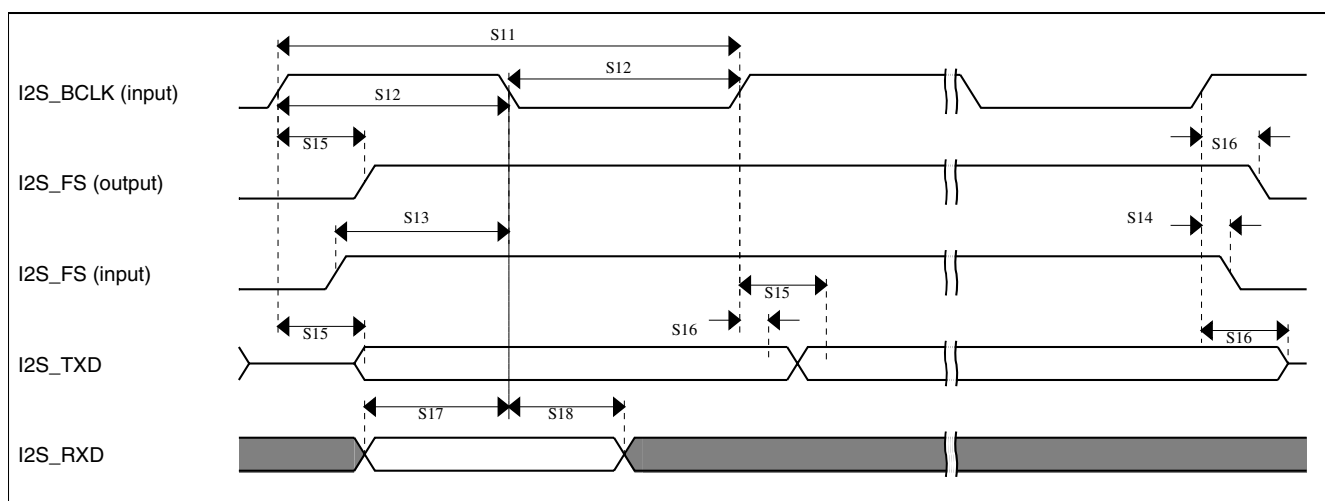 S11
S12
I2S_BCLK (input)
S12
S15
S16
I2S_FS (output)
S13
S14
I2S_FS (input)
S15
S15
S16
S16
I2S_TXD
S17
S18
I2S_RXD